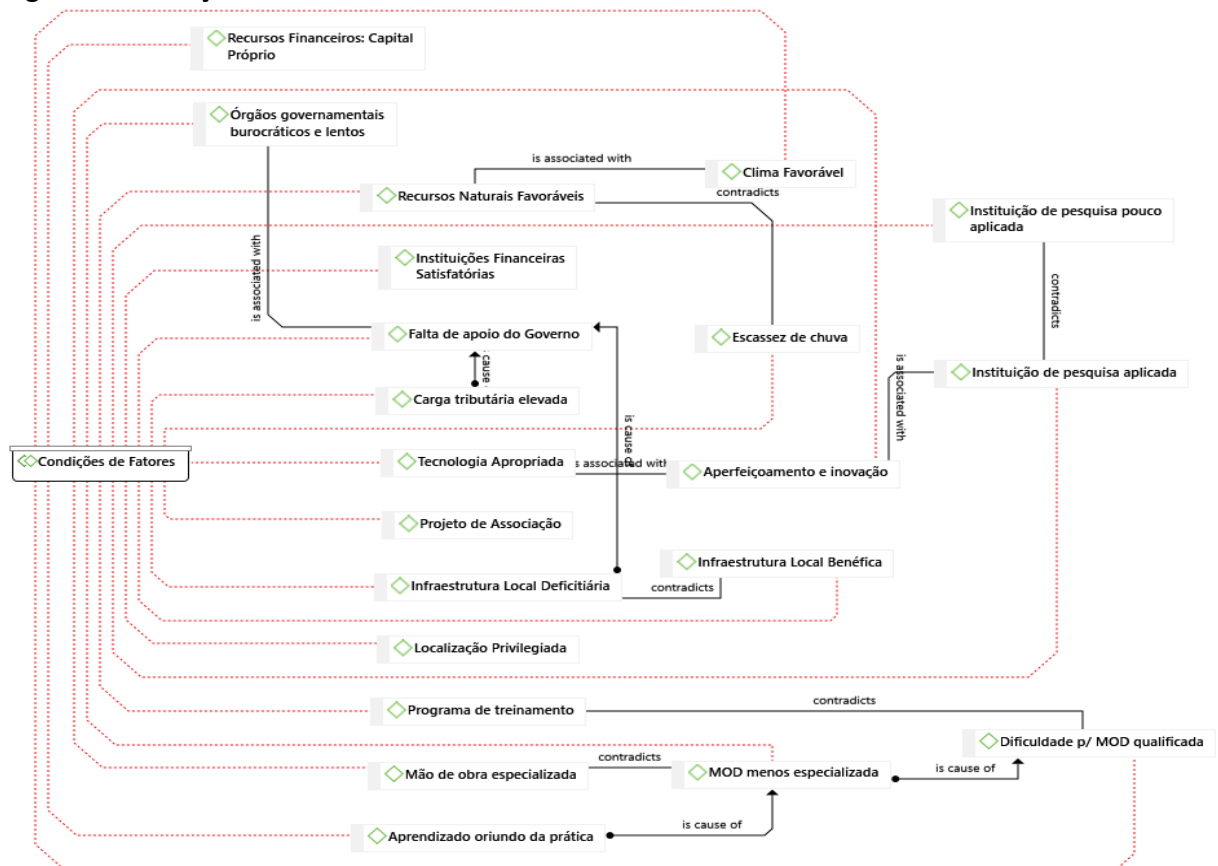 Recursos Financeiros: Capital
Próprio
Órgãos governamentais
burocráticos e lentos
is associated with
Clima Favorável
Recursos Naturais Favoráveis
contradicts
Instituição de pesquisa pouco
aplicada
is associated with
Instituições Financeiras
Satisfatórias
contradicts
Falta de apoio do Governo
Escassez de chuva
is cause of
is associated with
Instituição de pesquisa aplicada
Carga tributária elevada
is cause of
Condições de Fatores
Tecnologia Apropriada
is associated with
Aperfeiçoamento e inovação
Projeto de Associação
Infraestrutura Local Benéfica
Infraestrutura Local Deficitiária
contradicts
Localização Privilegiada
Programa de treinamento
contradicts
Dificuldade p/ MOD qualificada
Mão de obra especializada
contradicts
MOD menos especializada
is cause of
Aprendizado oriundo da prática
is cause of